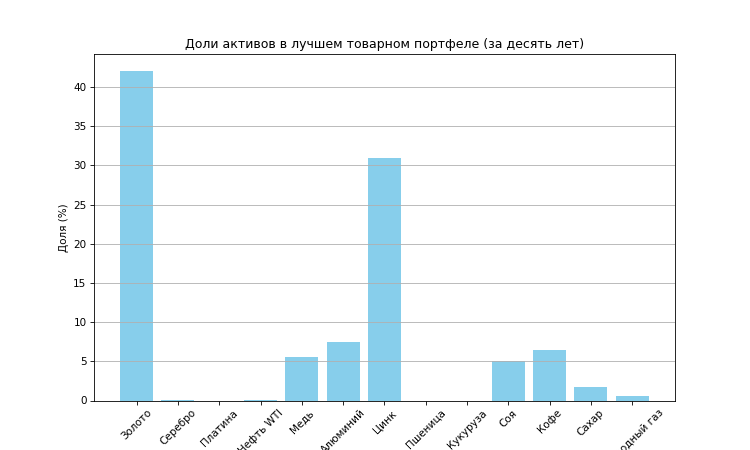 Доли активов в лучшем товарном портфеле (за десять лет)
Доля (%)
40
35
30
25
20
15
10
5
0
Золото
Серебро
Платина
Нефть WTI
Медь
Алюминий
Цинк
Пшеница
Кукуруза
Соя
Кофе
Сахар
одный газ